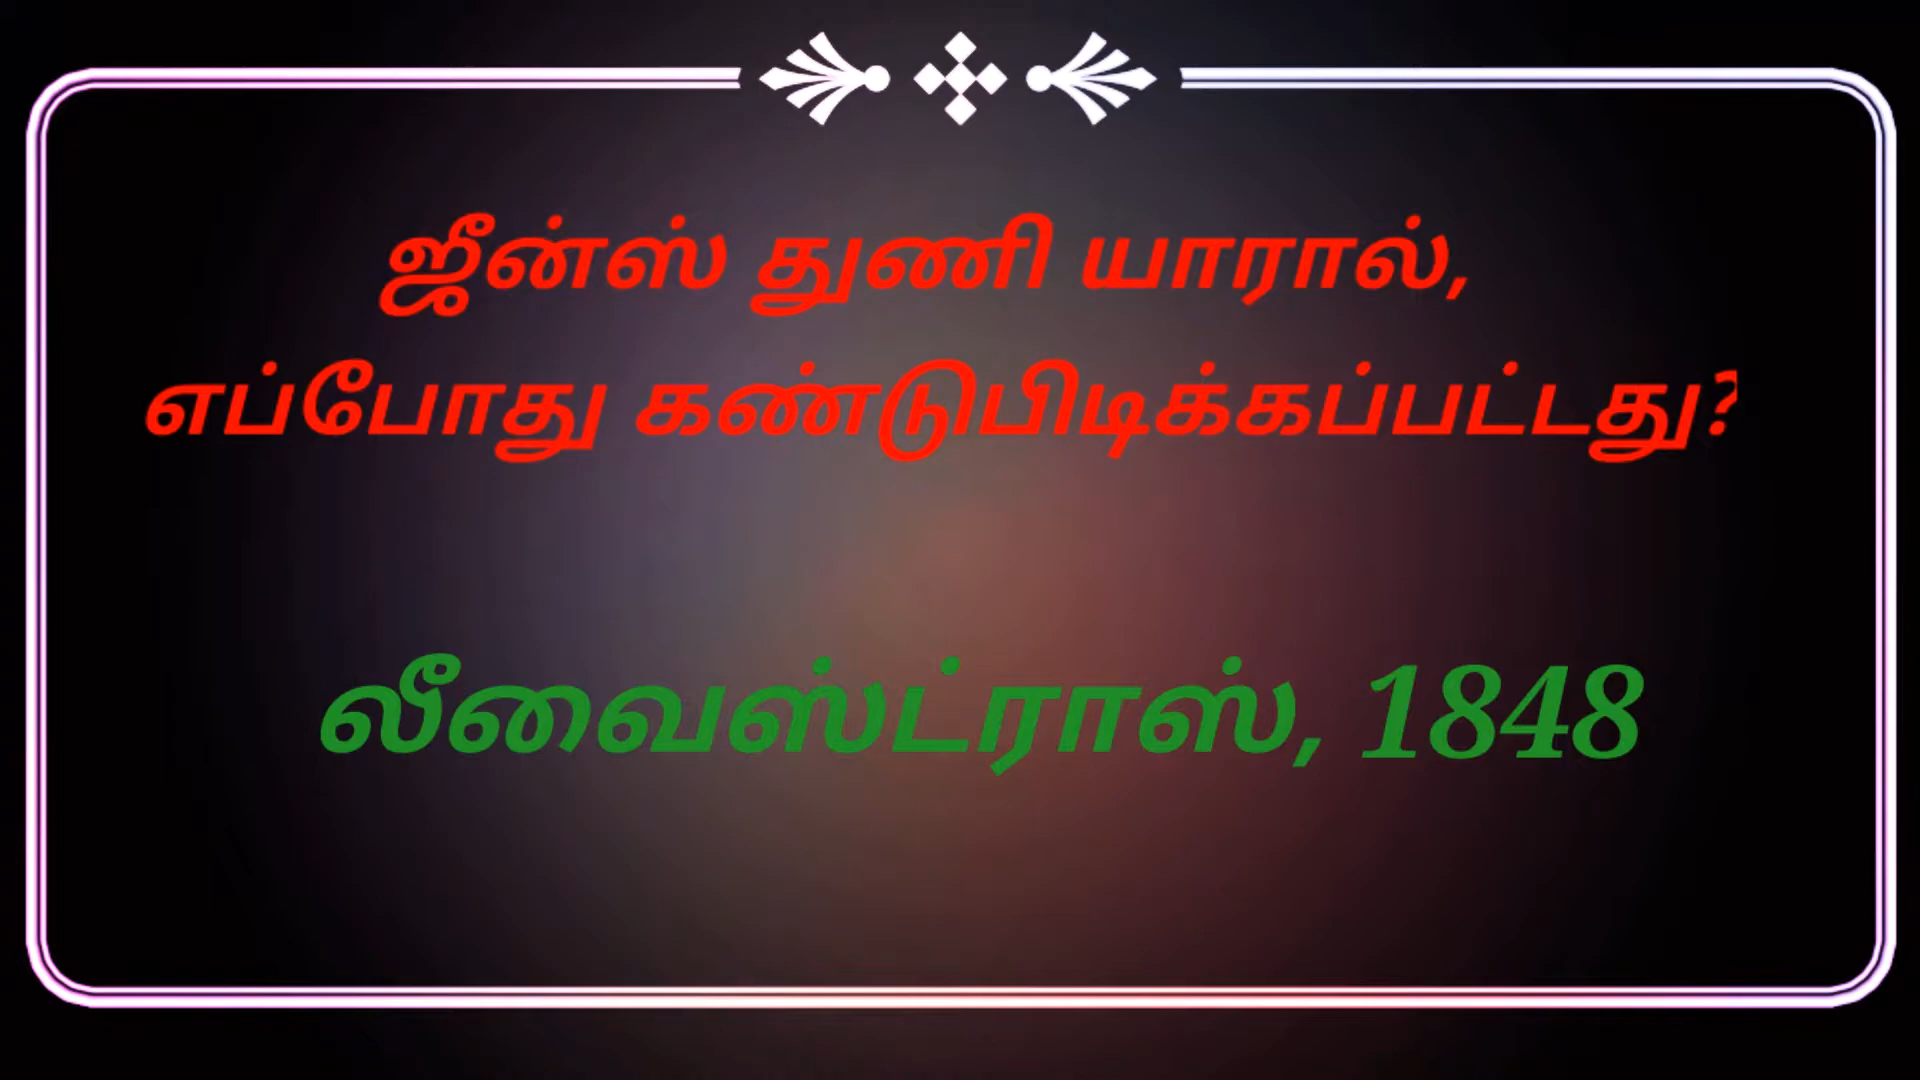 ஜீன்ஸ் துணி யாரால்,
எப்போது கண்டுபிடிக்கப்பட்டது?
லீவைஸ்ட்ராஸ், 1848